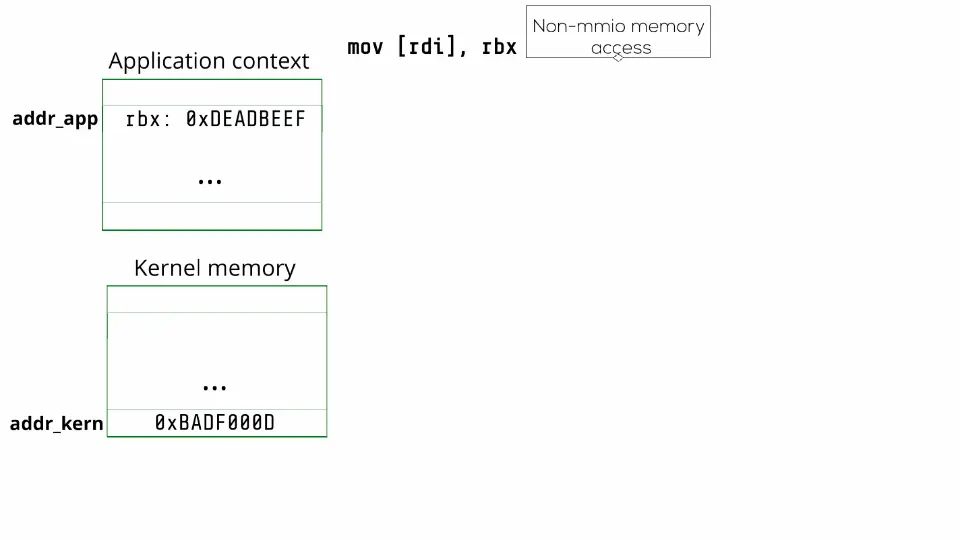 Non-mmio memory
access
mov [rdi], rbx
Application context
addr_app
rbx: 0xDEADBEEF
...
Kernel memory
...
addr_kern
0xBADF000D